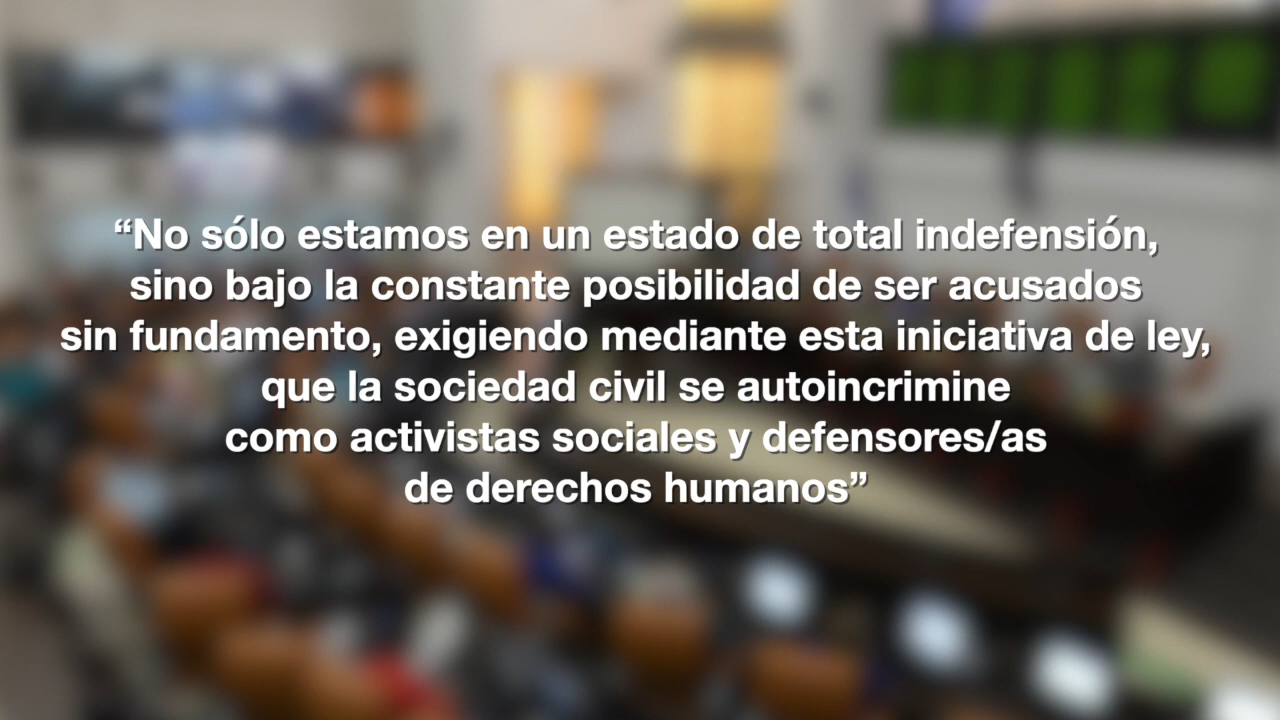 “No sólo estamos en un estado de total indefensión,
sino bajo la constante posibilidad de ser acusados
sin fundamento, exigiendo mediante esta iniciativa de ley,
que la sociedad civil se autoincrimine
como activistas sociales y defensores/as
de derechos humanos”